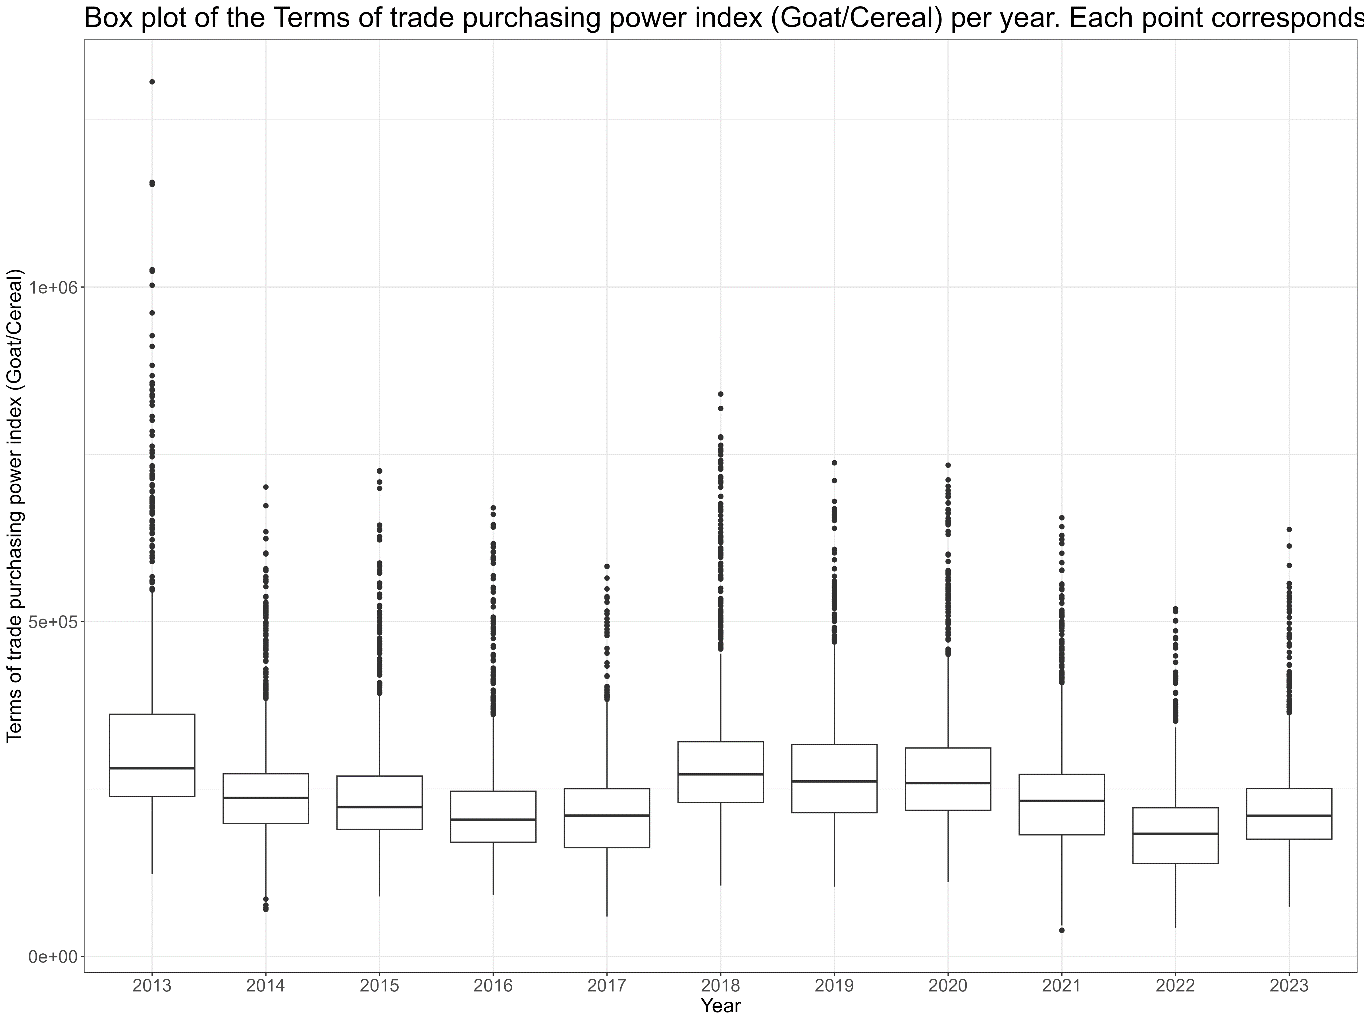 Box plot of the Terms of trade purchasing power index (Goat/Cereal) per year. Each point corresponds
Terms of trade purchasing power index (Goat/Cereal)
1e+06
5e+05
0e+00
2013 2014 2015 2016 2017 2018 2019 2020 2021 2022 2023
Year